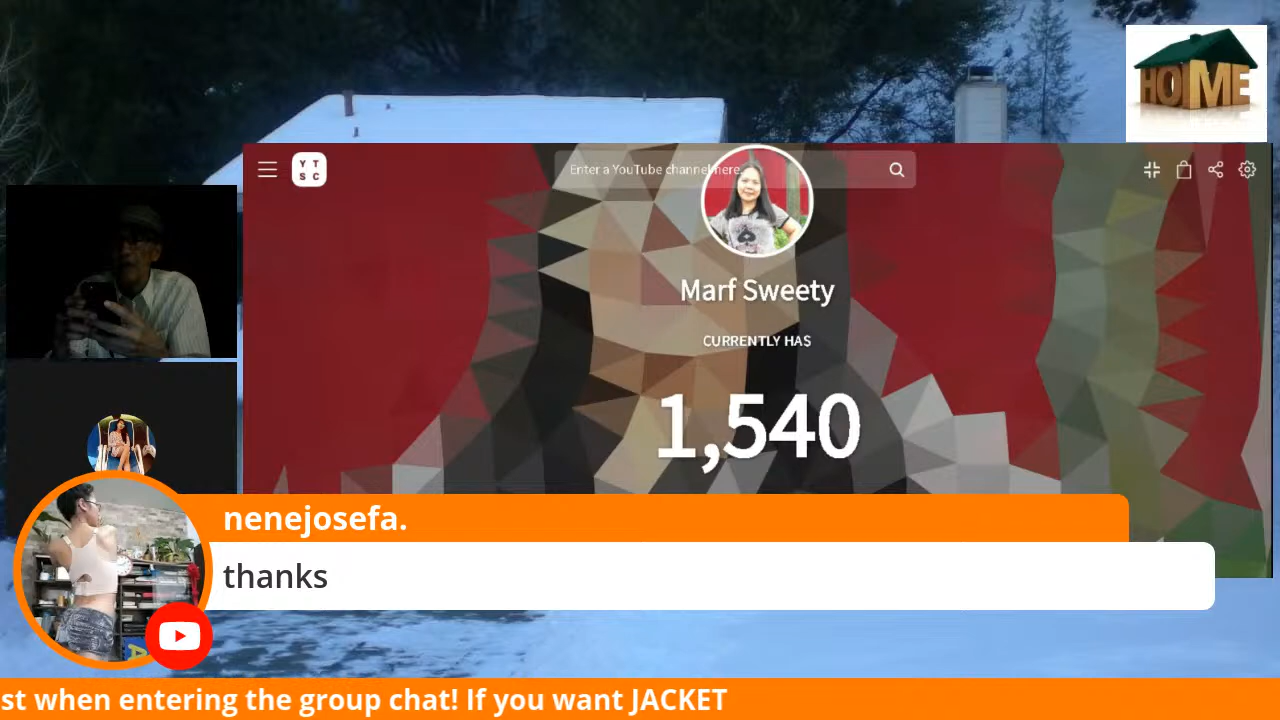 HOME
Y T
S C
Enter a YouTube channel here
Marf Sweety
CURRENTLY HAS
1,540
nenejosefa.
thanks
st when entering the group chat! If you want JACKET